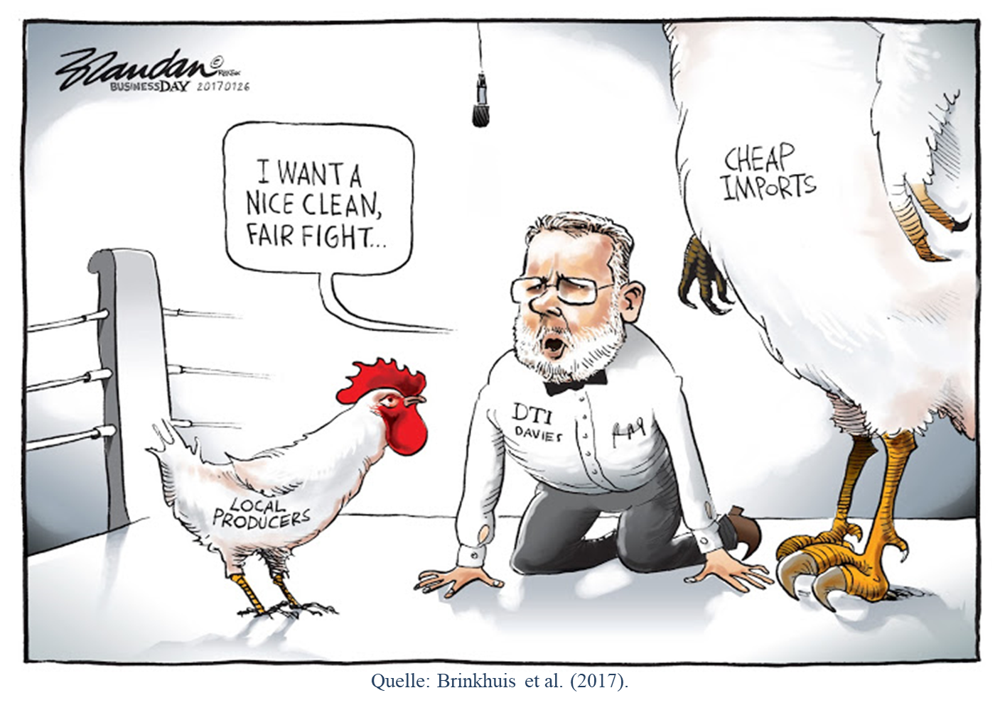 Brandan ©
BUSINESSDAY 20170126
I WANT A
NICE CLEAN,
FAIR FIGHT...
CHEAP
IMPORTS
DTI
DAVIES
LOCAL
PRODUCERS
Quelle: Brinkhuis et al. (2017).